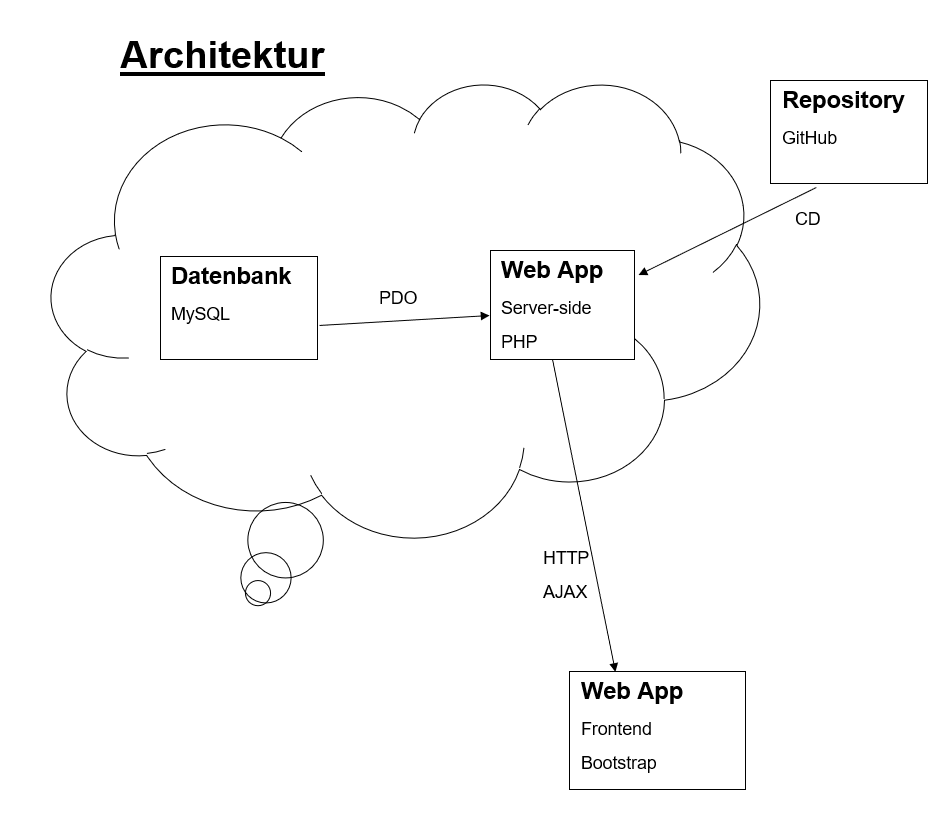 Architektur
Repository
GitHub
CD
Datenbank
MySQL
PDO
Web App
Server-side
PHP
HTTP
AJAX
Web App
Frontend
Bootstrap